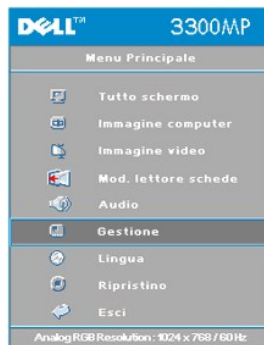 DELL™ 3300MP
Menu Principale
Tutto schermo
Immagine computer
Immagine video
Mod. lettore schede
Audio
Gestione
Lingua
Ripristino
Esci
Analog RGB Resolution: 1024 x 768 / 60 Hz